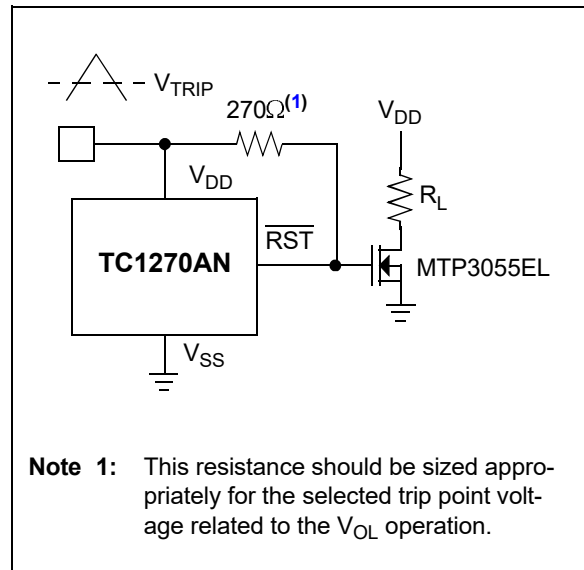 V_TRIP
270Ω(1)
V_DD
V_DD
R_L
RST
TC1270AN
MTP3055EL
V_SS
Note 1: This resistance should be sized appro-
priately for the selected trip point volt-
age related to the V_OL operation.